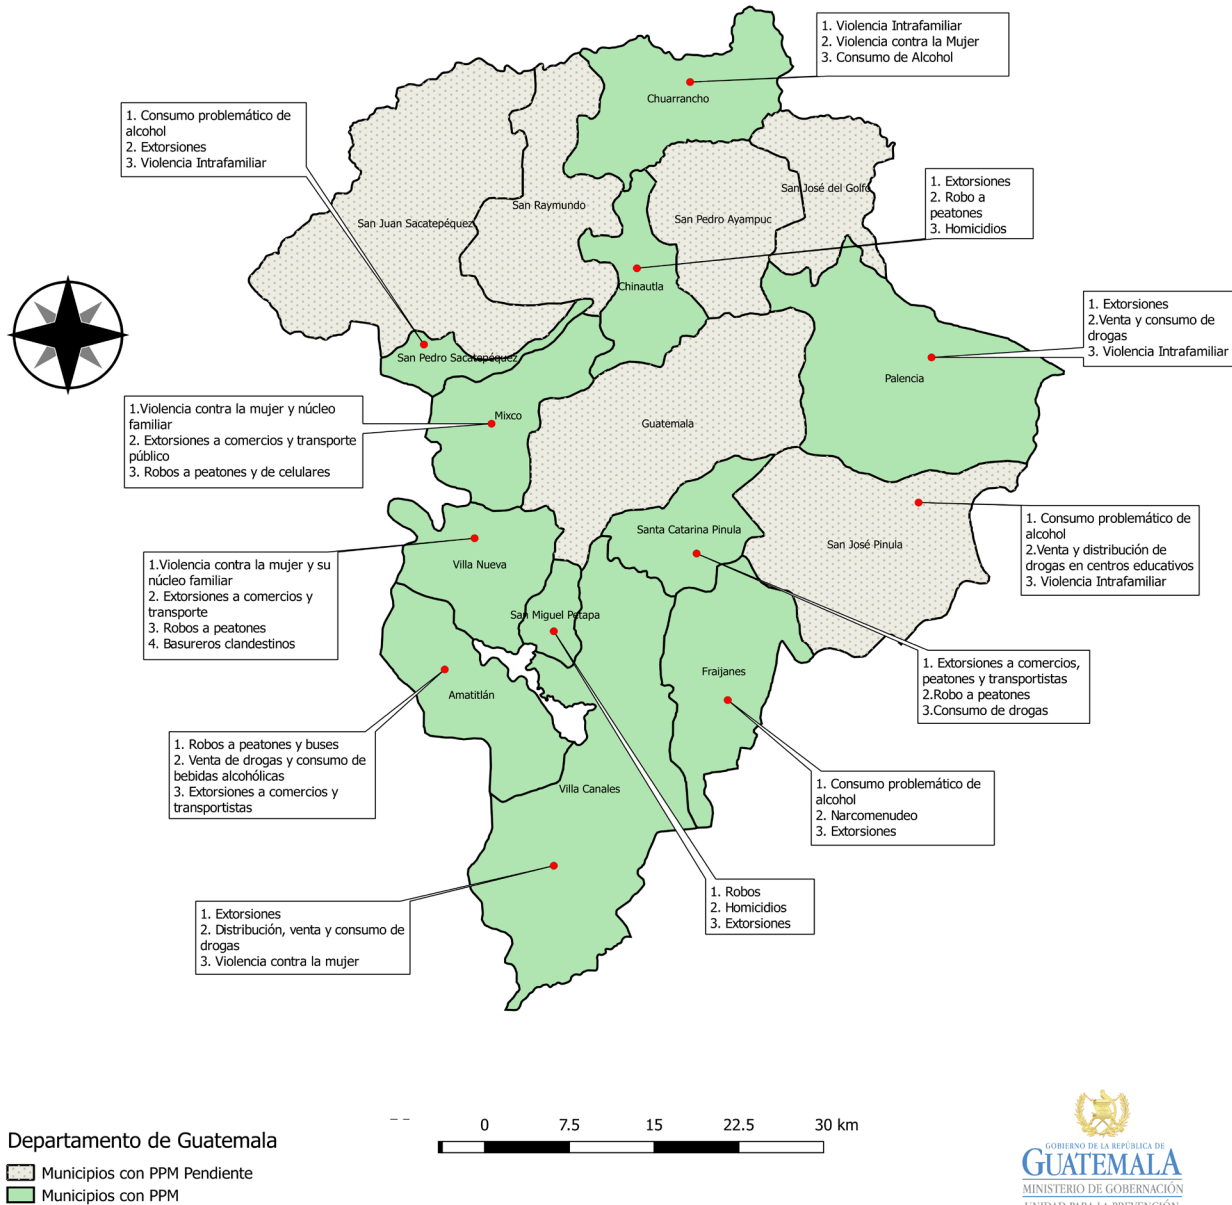 1. Violencia Intrafamiliar
2. Violencia contra la Mujer
3. Consumo de Alcohol
Chuarrancho
1. Consumo problemático de
alcohol
2. Extorsiones
3. Violencia Intrafamiliar
San José del Golfo
1. Extorsiones
2. Robo a
peatones
3. Homicidios
San Raymundo
San Juan Sacatepéquez
San Pedro Ayampuc
Chinautla
1. Extorsiones
2.Venta y consumo de
drogas
3. Violencia Intrafamiliar
San Pedro Sacatepéquez
Palencia
1.Violencia contra la mujer y núcleo
familiar
2. Extorsiones a comercios y transporte
público
3. Robos a peatones y de celulares
Mixco
Guatemala
1. Consumo problemático de
alcohol
2.Venta y distribución de
drogas en centros educativos
3. Violencia Intrafamiliar
Santa Catarina Pinula
San José Pinula
1.Violencia contra la mujer y su
núcleo familiar
2. Extorsiones a comercios y
transporte
3. Robos a peatones
4. Basureros clandestinos
Villa Nueva
San Miguel Petapa
1. Extorsiones a comercios,
peatones y transportistas
2.Robo a peatones
3.Consumo de drogas
Fraijanes
Amatitlán
1. Robos a peatones y buses
2. Venta de drogas y consumo de
bebidas alcohólicas
3. Extorsiones a comercios y
transportistas
Villa Canales
1. Consumo problemático de
alcohol
2. Narcomenudeo
3. Extorsiones
1. Robos
2. Homicidios
3. Extorsiones
1. Extorsiones
2. Distribución, venta y consumo de
drogas
3. Violencia contra la mujer
0 7.5 15 22.5 30 km
Departamento de Guatemala
Municipios con PPM Pendiente
Municipios con PPM
GOBIERNO DE LA REPÚBLICA DE
GUATEMALA
MINISTERIO DE GOBERNACIÓN
UNIDAD PARA LA PREVENCIÓN